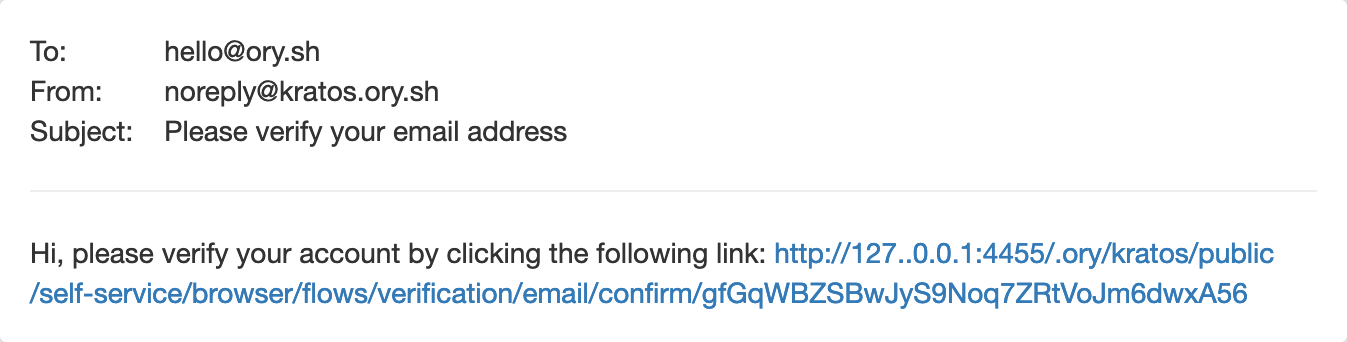 To: hello@ory.sh
From: noreply@kratos.ory.sh
Subject: Please verify your email address
Hi, please verify your account by clicking the following link: http://127..0.0.1:4455/.ory/kratos/public
/self-service/browser/flows/verification/email/confirm/gfGqWBZSBwJyS9Noq7ZRtVoJm6dwxA56